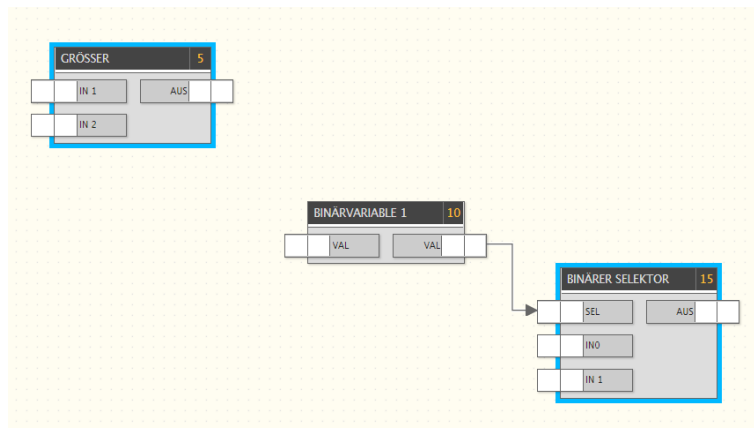 GRÖSSER 5
IN 1 AUS
IN 2
BINÄRVARIABLE 1 10
VAL VAL
BINÄRER SELEKTOR 15
SEL AUS
IN0
IN 1